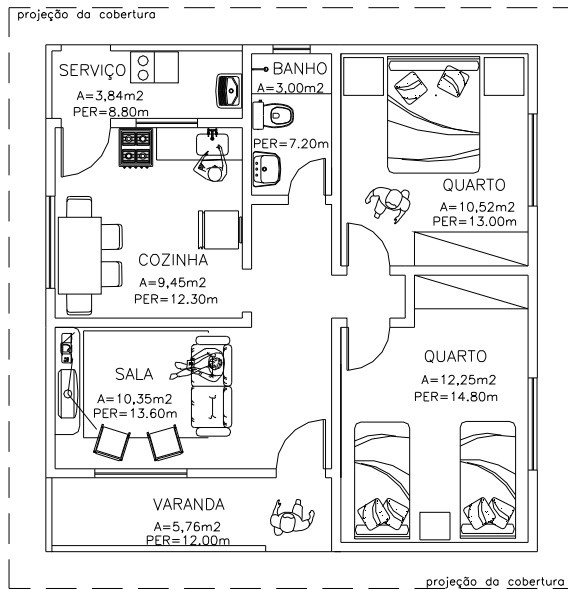 projeção da cobertura
SERVIÇO
A=3,84m2
PER=8.80m
BANHO
A=3,00m2
PER=7.20m
QUARTO
A=10,52m2
PER=13.00m
COZINHA
A=9,45m2
PER=12.30m
SALA
A=10,35m2
PER=13.60m
QUARTO
A=12,25m2
PER=14.80m
VARANDA
A=5,76m2
PER=12.00m
projeção da cobertura